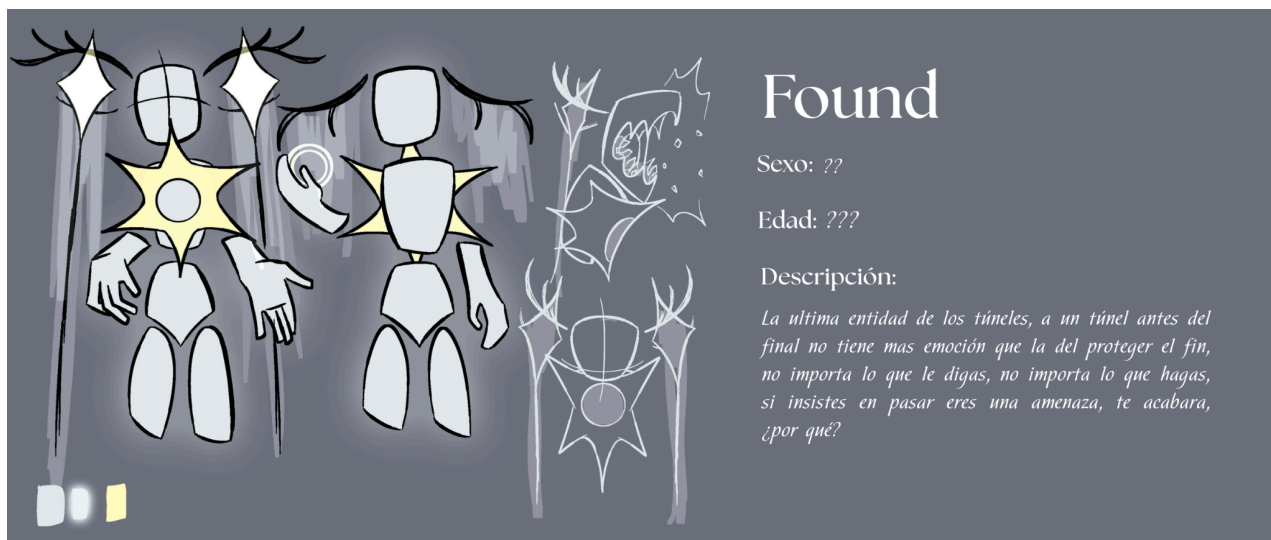 Found
Sexo: ??
Edad: ???
Descripción:
La ultima entidad de los túneles, a un túnel antes del
final no tiene mas emoción que la del proteger el fin,
no importa lo que le digas, no importa lo que hagas,
si insistes en pasar eres una amenaza, te acabara,
¿por qué?